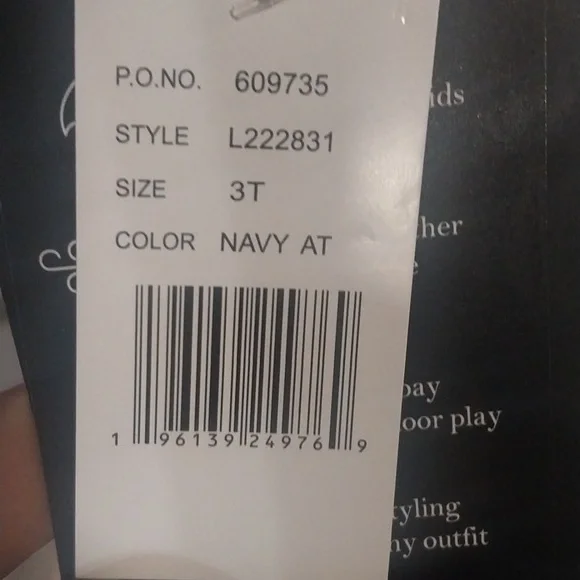 P.O.NO. 609735
STYLE L222831
SIZE 3T
COLOR NAVY AT
1 96139 24976 9
ids
her
e
pay
oor play
tyling
ny outfit